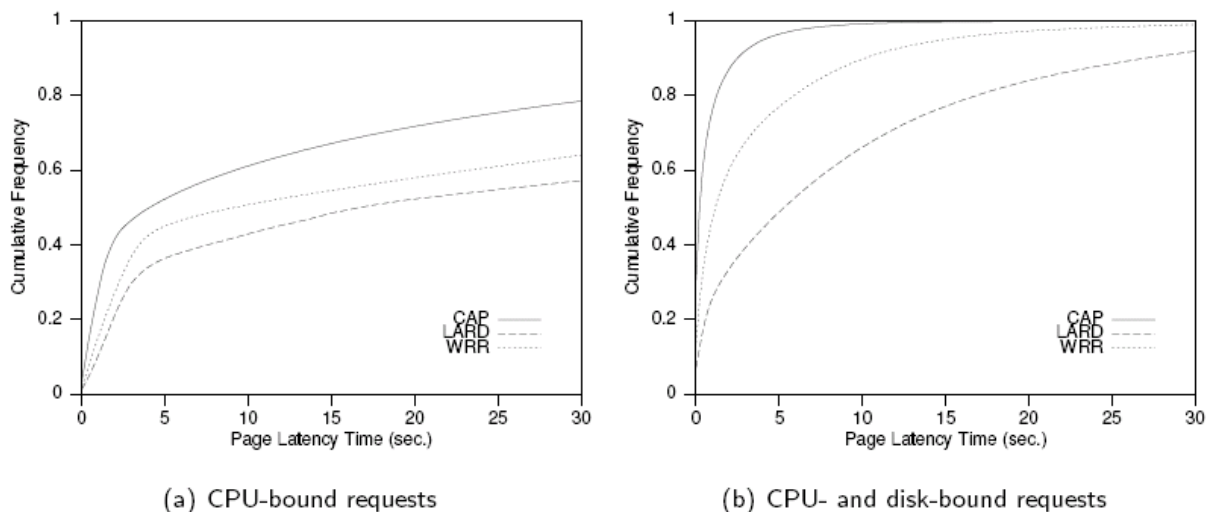 1
0.8
0.6
0.4
0.2
0
Cumulative Frequency
CAP
LARD
WRR
0 5 10 15 20 25 30
Page Latency Time (sec.)
(a) CPU-bound requests
1
0.8
0.6
0.4
0.2
0
Cumulative Frequency
CAP
LARD
WRR
0 5 10 15 20 25 30
Page Latency Time (sec.)
(b) CPU- and disk-bound requests